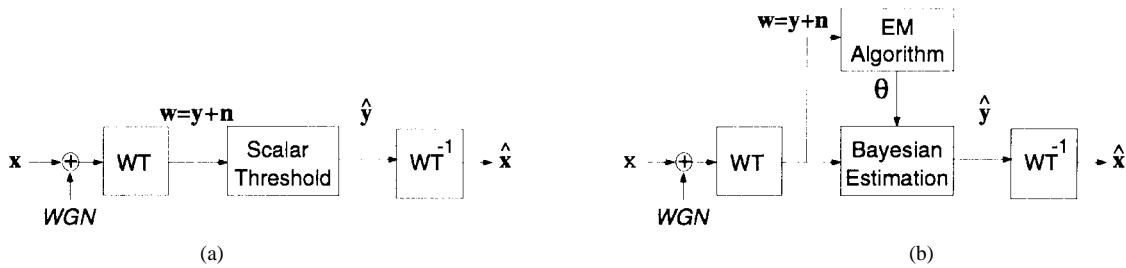 w=y+n
ŷ
x
+
WT
Scalar
Threshold
WT⁻¹
x̂
WGN
(a)
w=y+n
EM
Algorithm
θ
ŷ
x
+
WT
Bayesian
Estimation
WT⁻¹
x̂
WGN
(b)